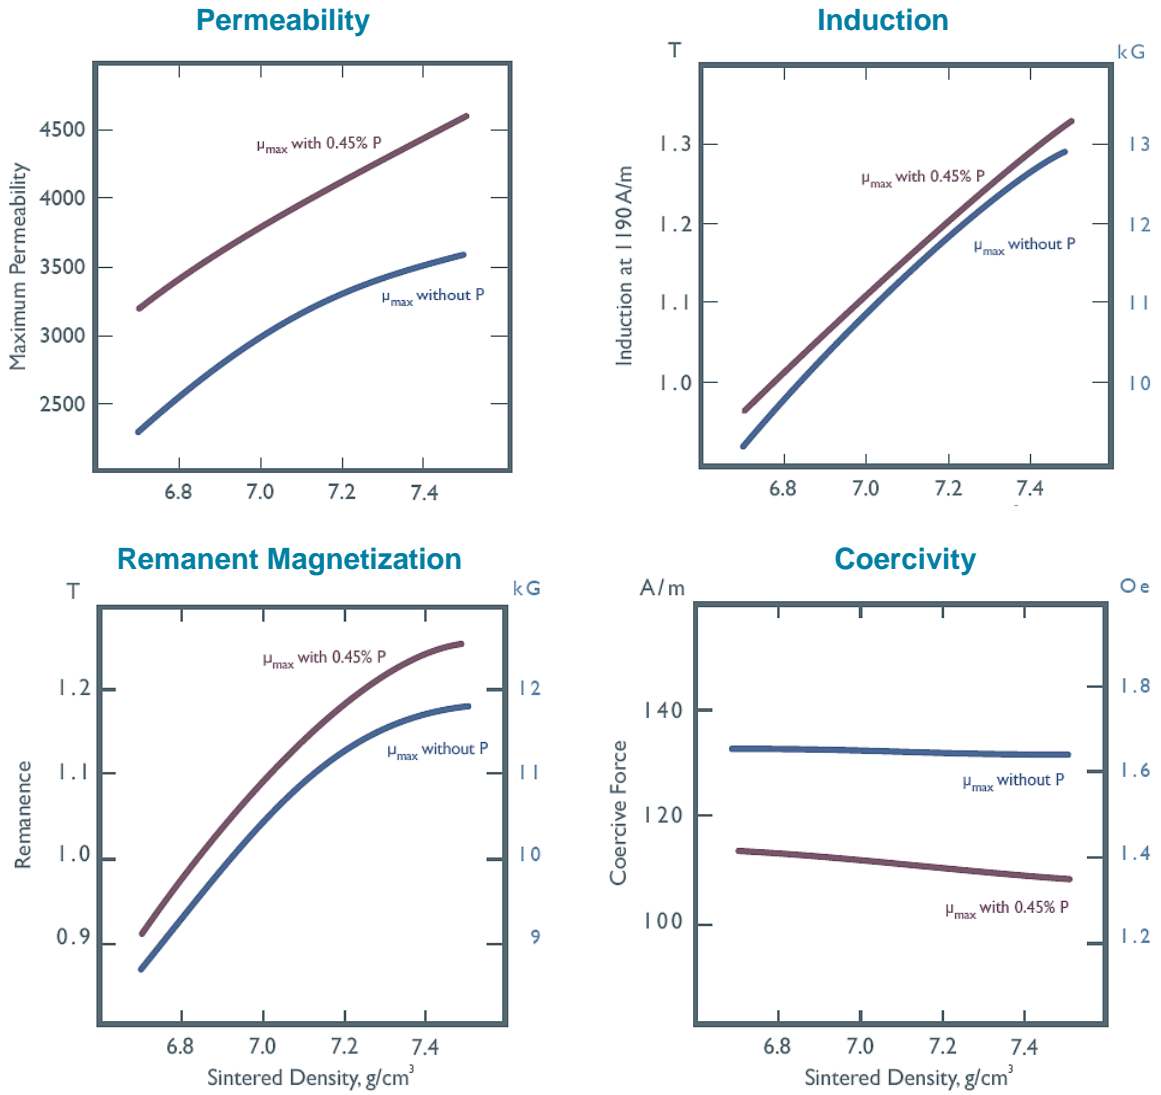 Permeability
4500
4000
3500
3000
2500
Maximum Permeability
μmax with 0.45% P
μmax without P
6.8 7.0 7.2 7.4
Induction
T kG
1.3 13
1.2 12
1.1 11
1.0 10
Induction at 1190 A/m
μmax with 0.45% P
μmax without P
6.8 7.0 7.2 7.4
Remanent Magnetization
T kG
1.2 12
1.1 11
1.0 10
0.9 9
Remanence
μmax with 0.45% P
μmax without P
6.8 7.0 7.2 7.4
Sintered Density, g/cm³
Coercivity
A/m Oe
140
120
100
1.8
1.6
1.4
1.2
Coercive Force
μmax without P
μmax with 0.45% P
6.8 7.0 7.2 7.4
Sintered Density, g/cm³